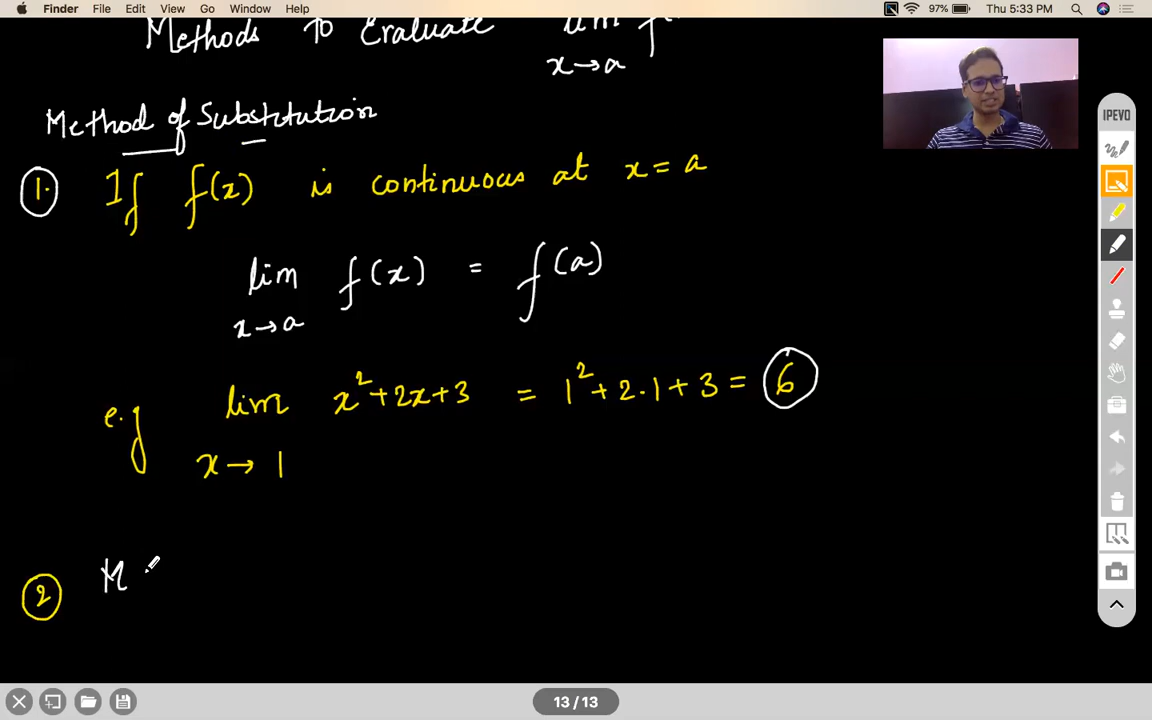 Finder File Edit View Window Help 97% Thu 5:33 PM
Methods To Evaluate lim
x→a
Method of Substitution
IPEVO
1. If f(x) is continuous at x = a
lim f(x) = f(a)
x→a
e.g lim x²+2x+3 = 1²+2·1+3 = 6
x→1
2 M
13 / 13